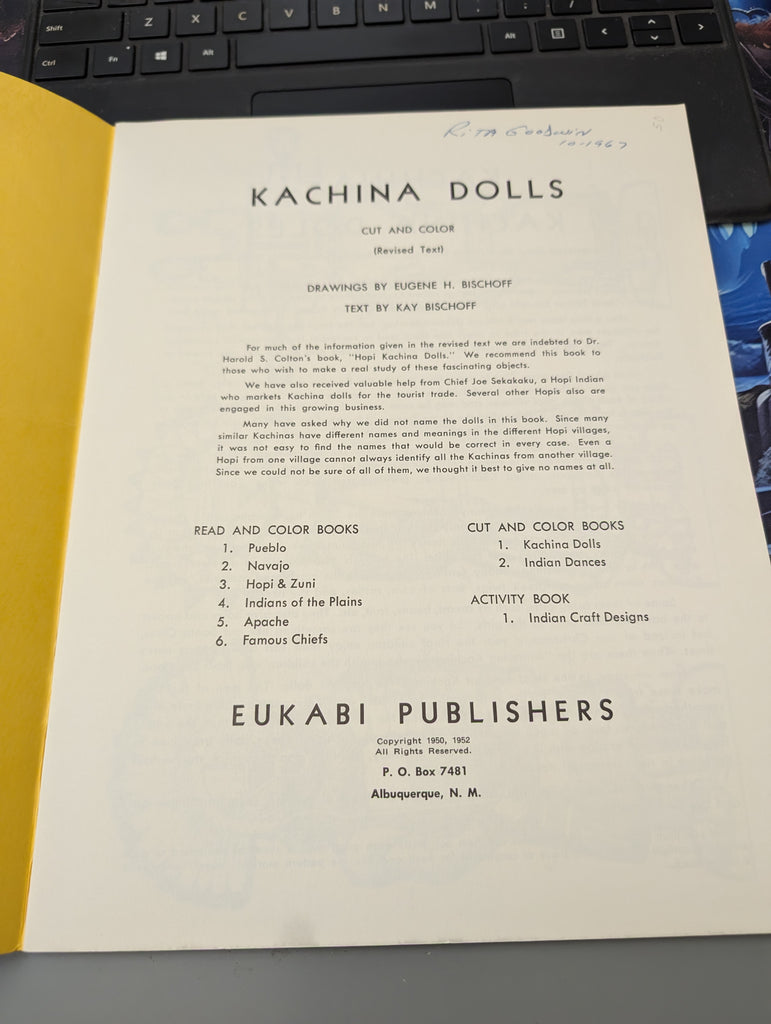 Shift
Z
X
C
V
B
N
M
Ctrl
Fn
Alt
Alt
Rita Goodwin
10-1967
50
KACHINA DOLLS
CUT AND COLOR
(Revised Text)
DRAWINGS BY EUGENE H. BISCHOFF
TEXT BY KAY BISCHOFF
For much of the information given in the revised text we are indebted to Dr.
Harold S. Colton's book, "Hopi Kachina Dolls." We recommend this book to
those who wish to make a real study of these fascinating objects.
We have also received valuable help from Chief Joe Sekakaku, a Hopi Indian
who markets Kachina dolls for the tourist trade. Several other Hopis also are
engaged in this growing business.
Many have asked why we did not name the dolls in this book. Since many
similar Kachinas have different names and meanings in the different Hopi villages,
it was not easy to find the names that would be correct in every case. Even a
Hopi from one village cannot always identify all the Kachinas from another village.
Since we could not be sure of all of them, we thought it best to give no names at all.
READ AND COLOR BOOKS
1. Pueblo
2. Navajo
3. Hopi & Zuni
4. Indians of the Plains
5. Apache
6. Famous Chiefs
CUT AND COLOR BOOKS
1. Kachina Dolls
2. Indian Dances
ACTIVITY BOOK
1. Indian Craft Designs
EUKABI PUBLISHERS
Copyright 1950, 1952
All Rights Reserved.
P. O. Box 7481
Albuquerque, N. M.